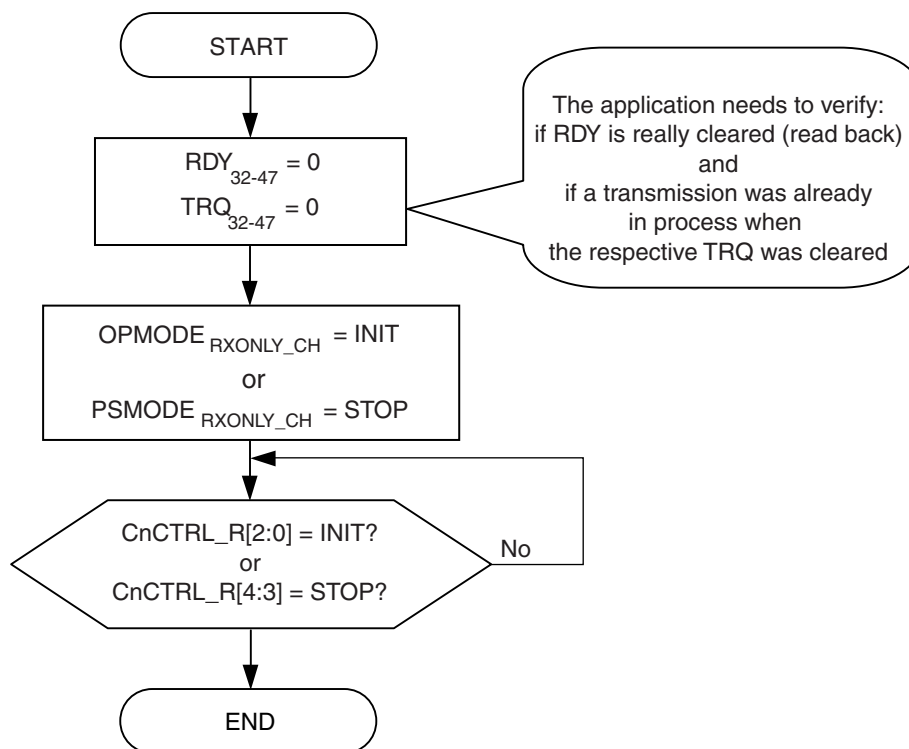 START
RDY32-47 = 0
TRQ32-47 = 0
The application needs to verify:
if RDY is really cleared (read back)
and
if a transmission was already
in process when
the respective TRQ was cleared
OPMODE RXONLY_CH = INIT
or
PSMODE RXONLY_CH = STOP
CnCTRL_R[2:0] = INIT?
or
CnCTRL_R[4:3] = STOP?
No
END